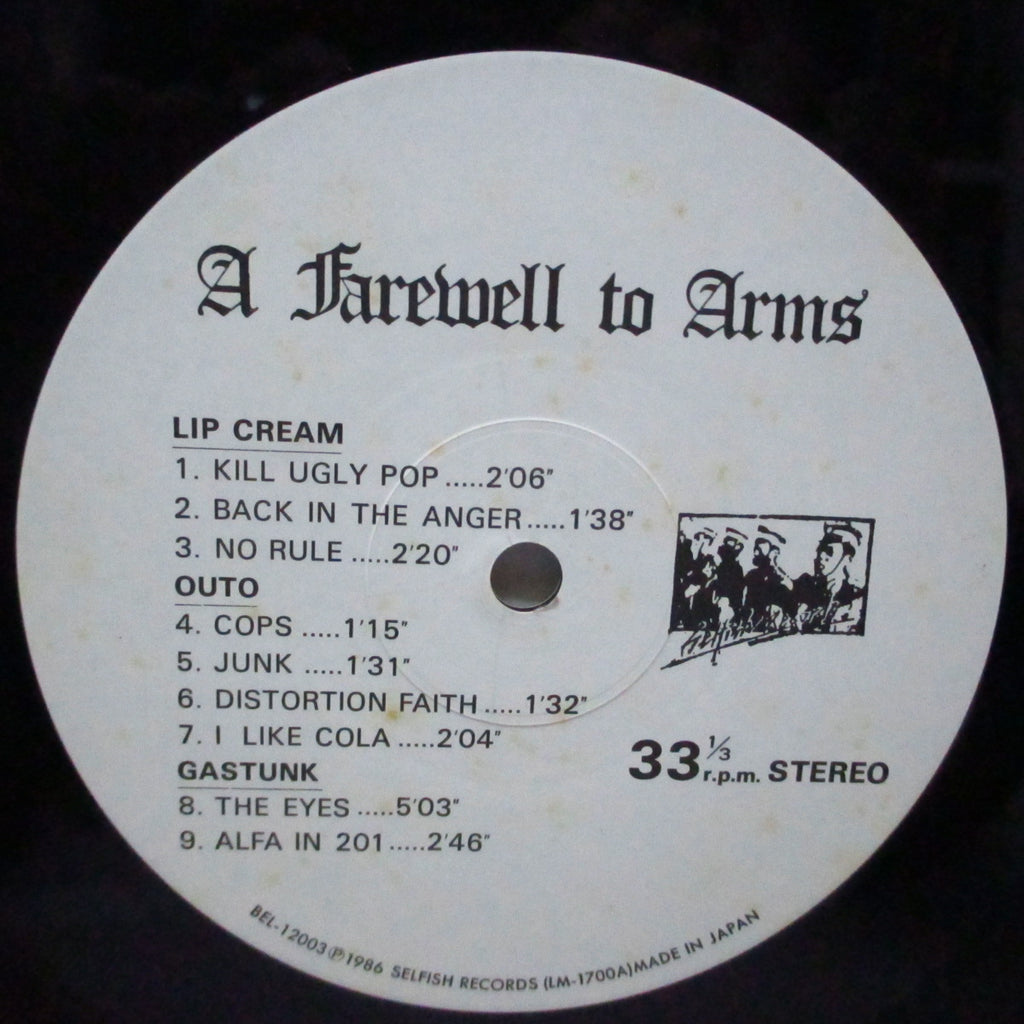 A Farewell to Arms
LIP CREAM
1. KILL UGLY POP.....2'06"
2. BACK IN THE ANGER.....1'38"
3. NO RULE.....2'20"
OUTO
4. COPS.....1'15"
5. JUNK.....1'31"
6. DISTORTION FAITH.....1'32"
7. I LIKE COLA.....2'04"
GASTUNK
8. THE EYES.....5'03"
9. ALFA IN 201.....2'46"
33 1/3 r.p.m. STEREO
BEL-12003 Ⓟ1986 SELFISH RECORDS (LM-1700A) MADE IN JAPAN